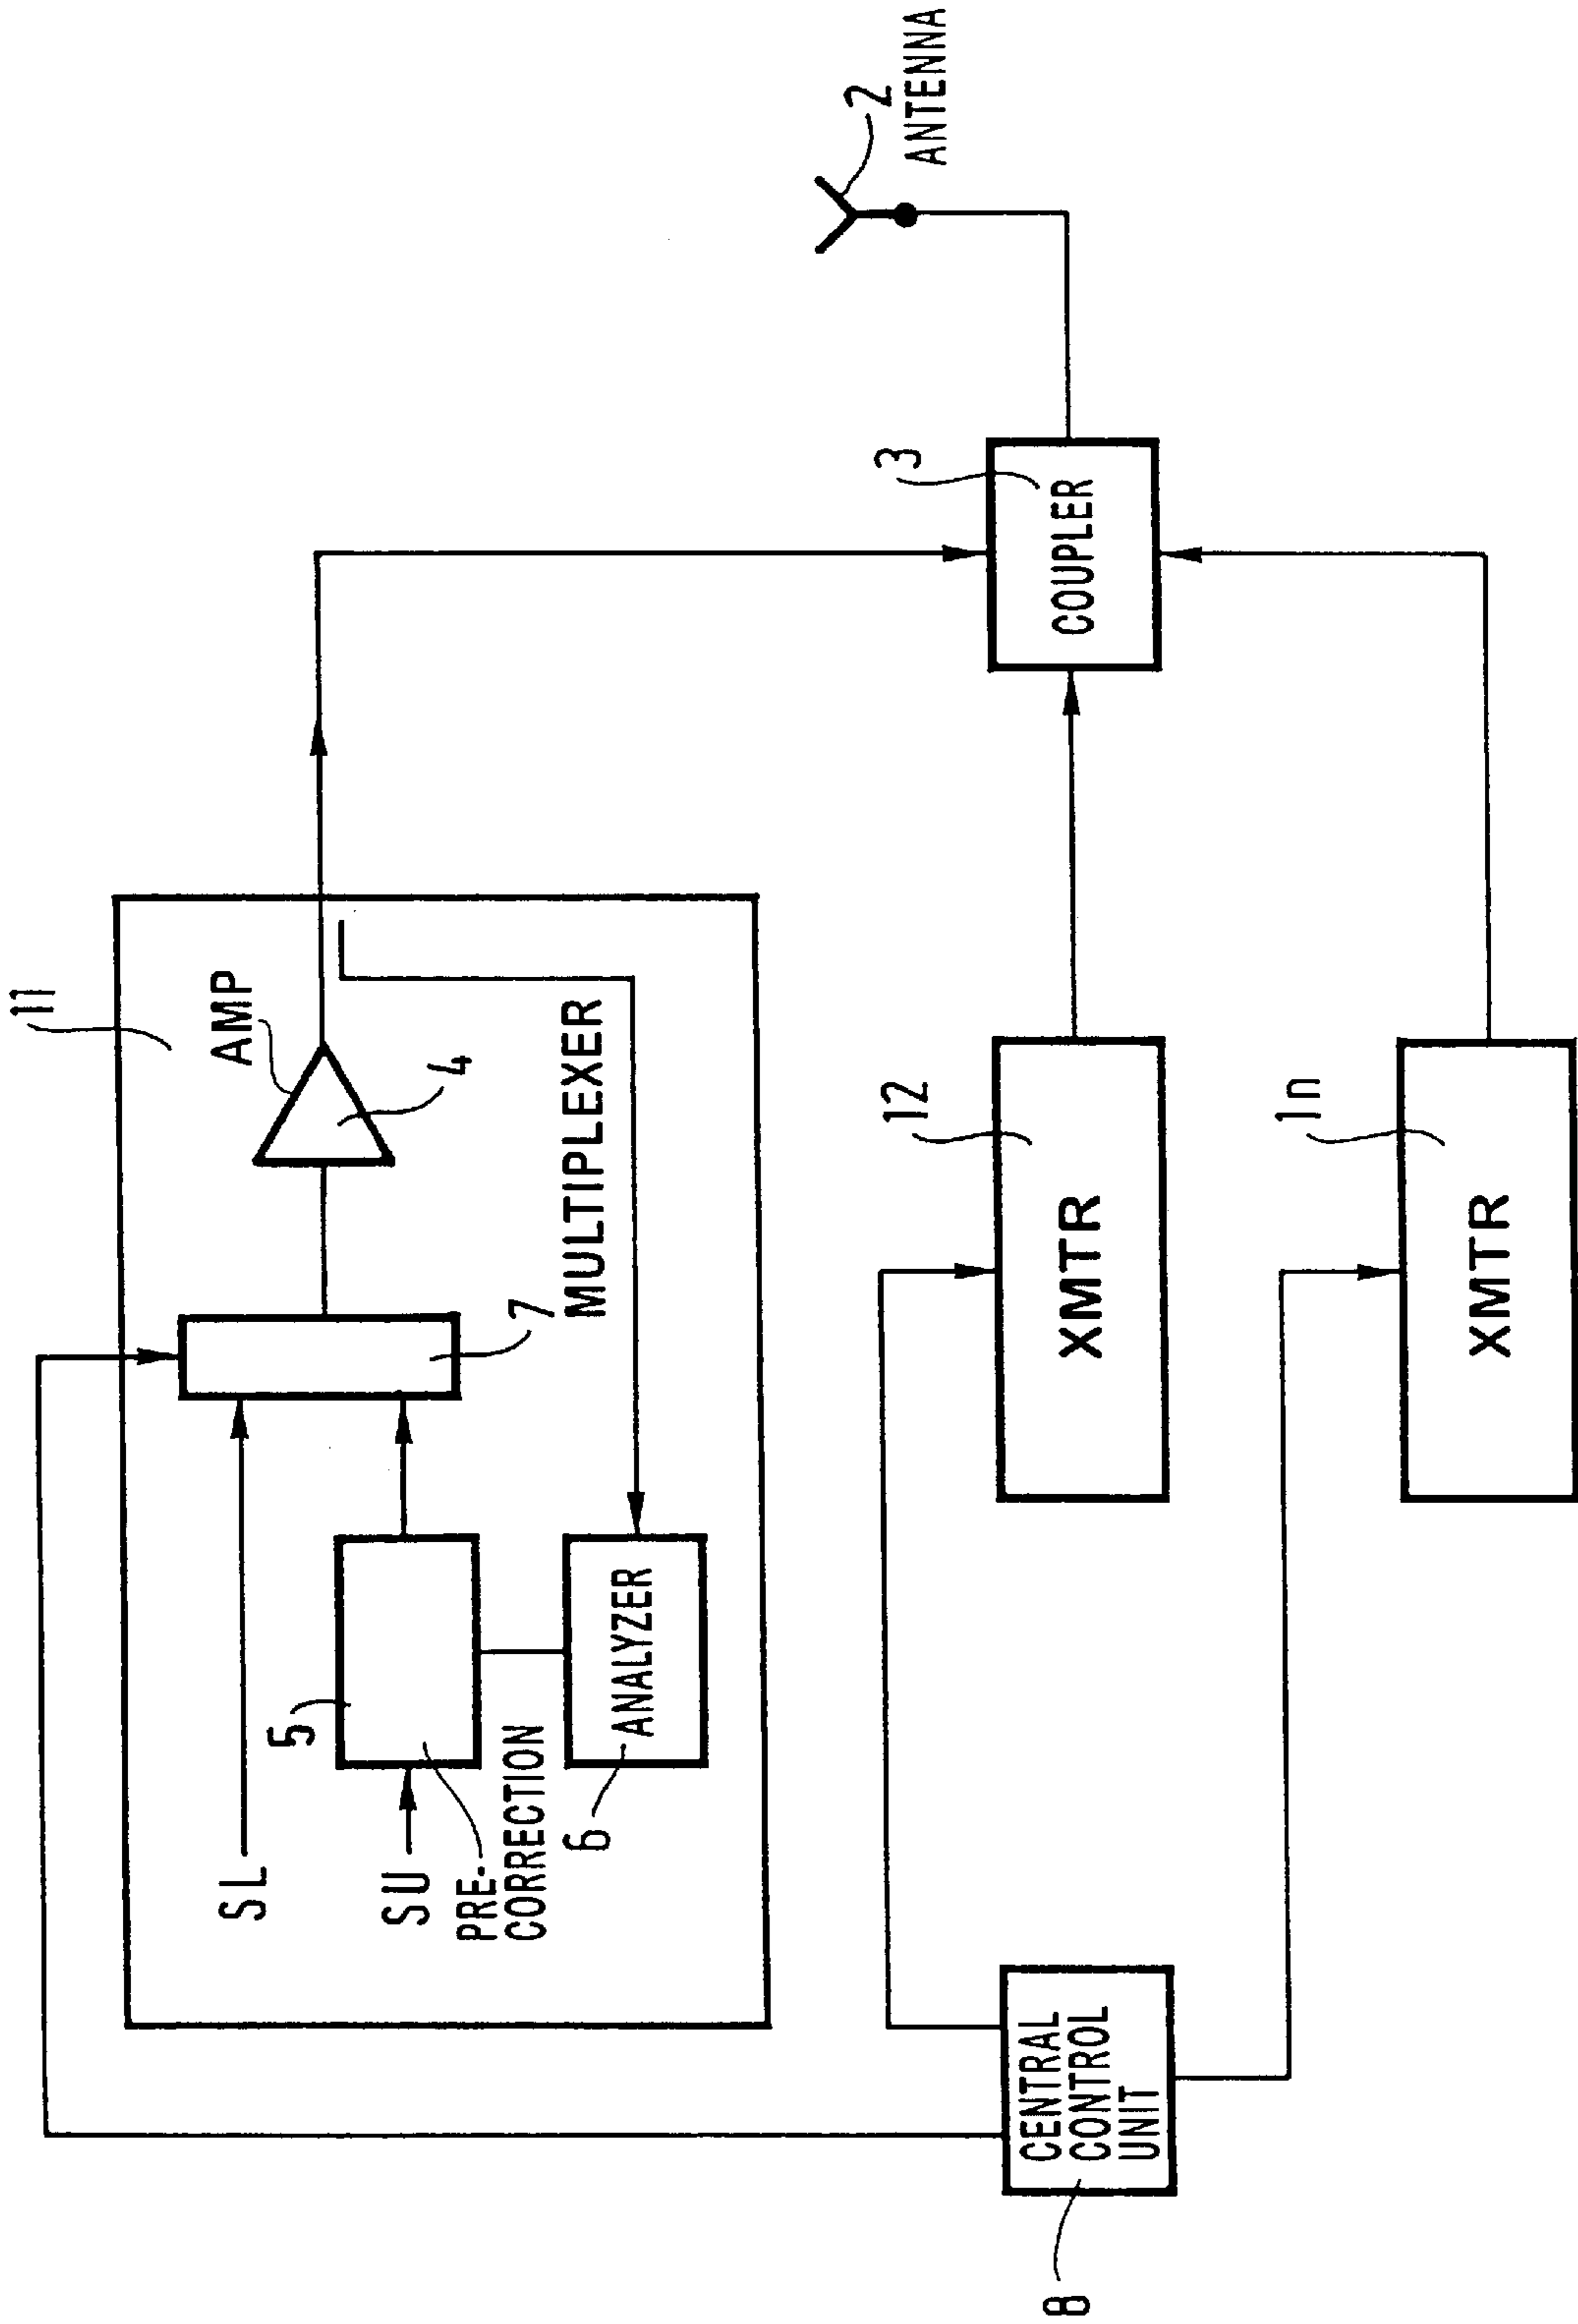 11
AMP
4
7
MULTIPLEXER
SL
5
SU
PRE-
CORRECTION
6
ANALYZER
2
ANTENNA
3
COUPLER
12
XMTR
1n
XMTR
CENTRAL
CONTROL
UNIT
8